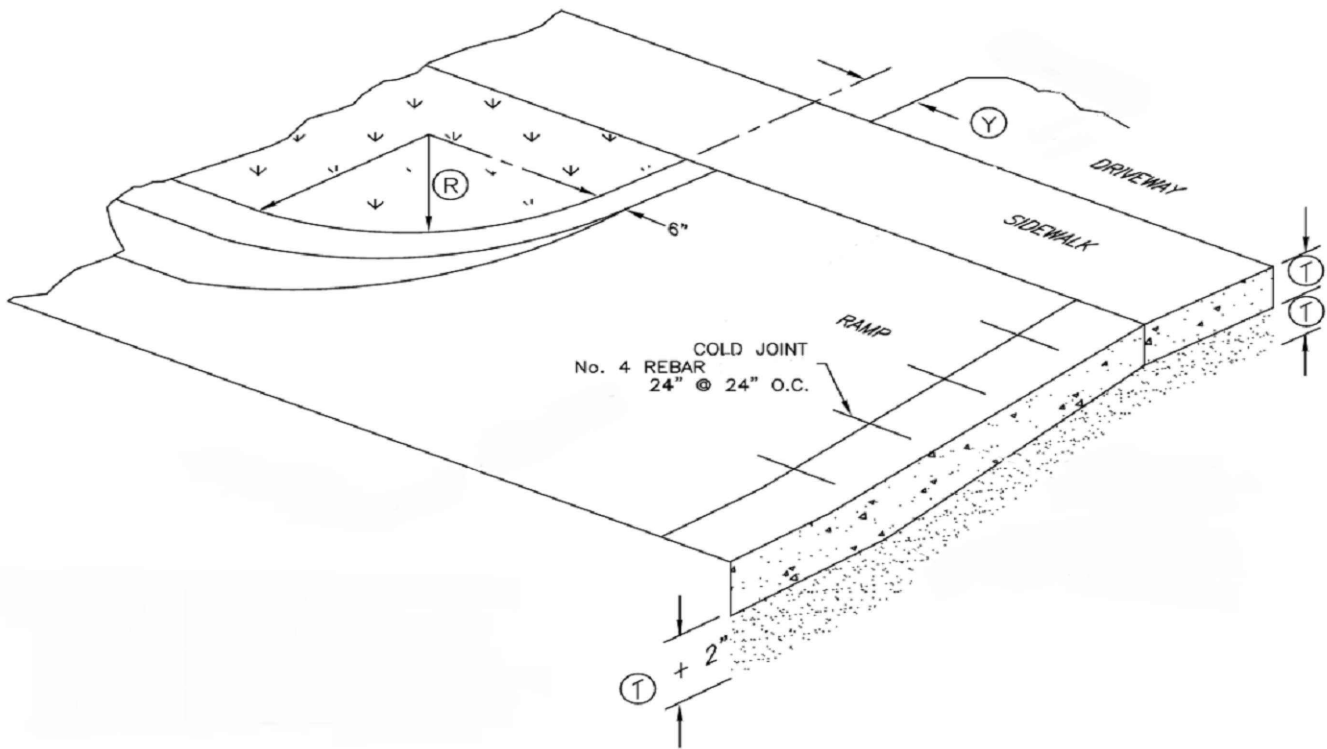 Y
DRIVEWAY
R
SIDEWALK
6"
T
T
RAMP
COLD JOINT
No. 4 REBAR
24" @ 24" O.C.
T + 2"